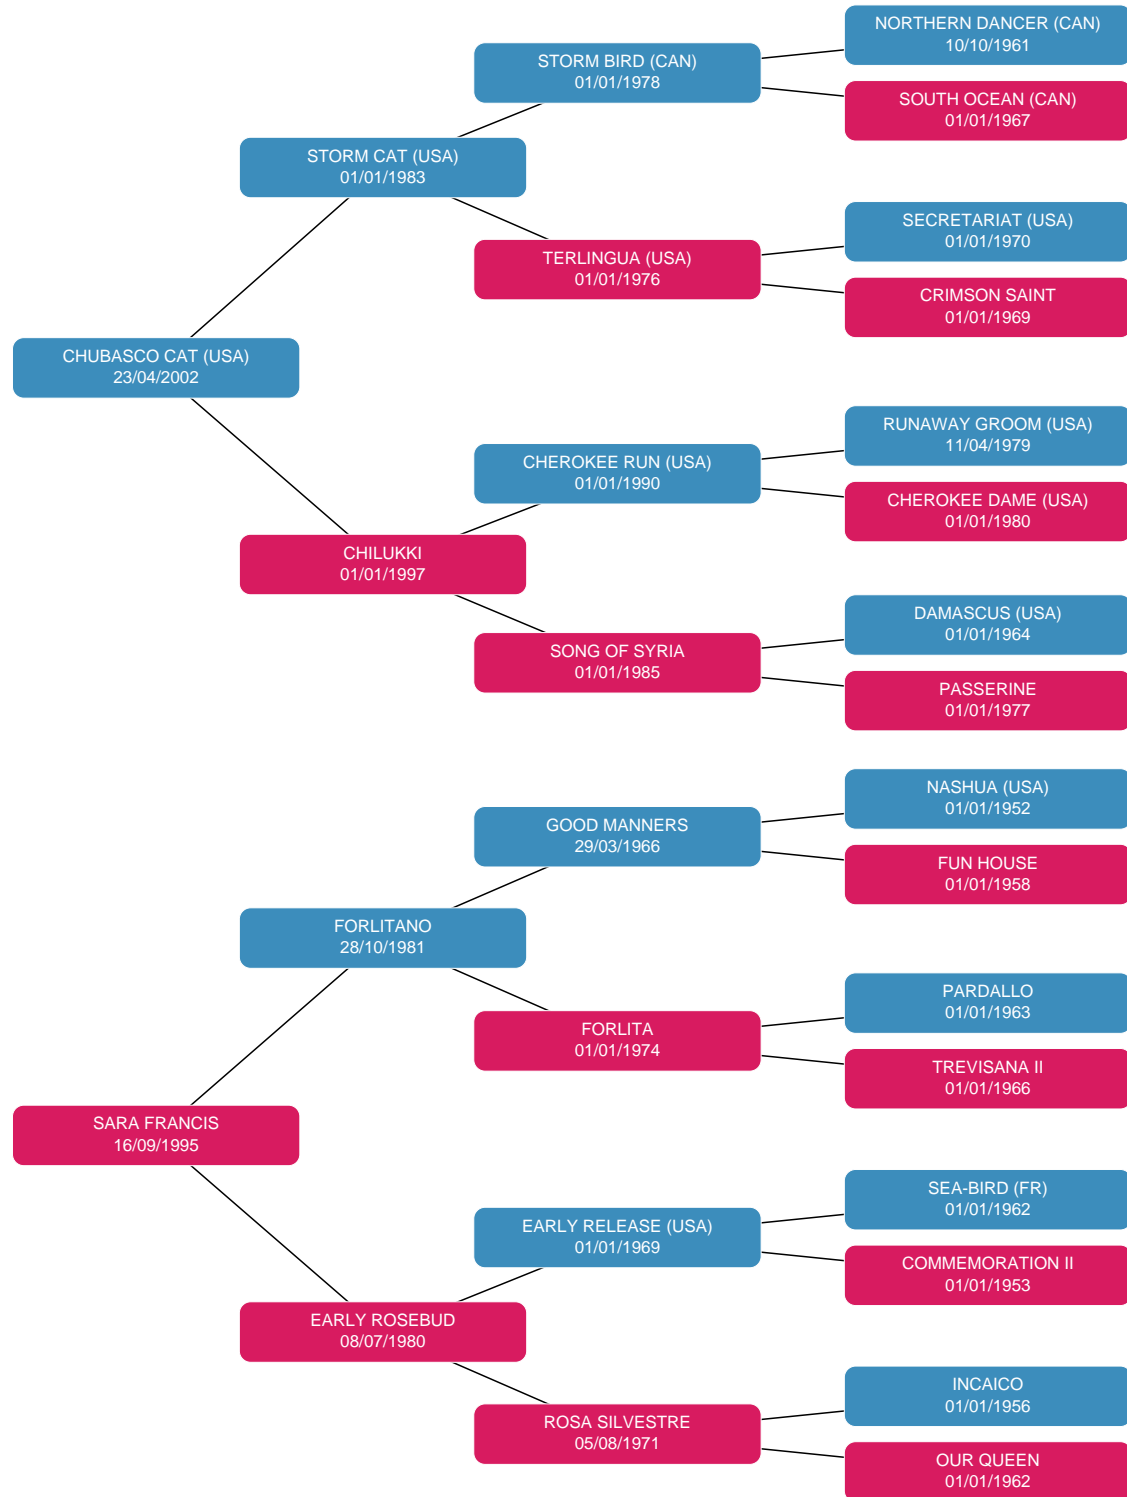 NORTHERN DANCER (CAN)
10/10/1961
STORM BIRD (CAN)
01/01/1978
SOUTH OCEAN (CAN)
01/01/1967
STORM CAT (USA)
01/01/1983
SECRETARIAT (USA)
01/01/1970
TERLINGUA (USA)
01/01/1976
CRIMSON SAINT
01/01/1969
CHUBASCO CAT (USA)
23/04/2002
RUNAWAY GROOM (USA)
11/04/1979
CHEROKEE RUN (USA)
01/01/1990
CHEROKEE DAME (USA)
01/01/1980
CHILUKKI
01/01/1997
DAMASCUS (USA)
01/01/1964
SONG OF SYRIA
01/01/1985
PASSERINE
01/01/1977
NASHUA (USA)
01/01/1952
GOOD MANNERS
29/03/1966
FUN HOUSE
01/01/1958
FORLITANO
28/10/1981
PARDALLO
01/01/1963
FORLITA
01/01/1974
TREVISANA II
01/01/1966
SARA FRANCIS
16/09/1995
SEA-BIRD (FR)
01/01/1962
EARLY RELEASE (USA)
01/01/1969
COMMEMORATION II
01/01/1953
EARLY ROSEBUD
08/07/1980
INCAICO
01/01/1956
ROSA SILVESTRE
05/08/1971
OUR QUEEN
01/01/1962